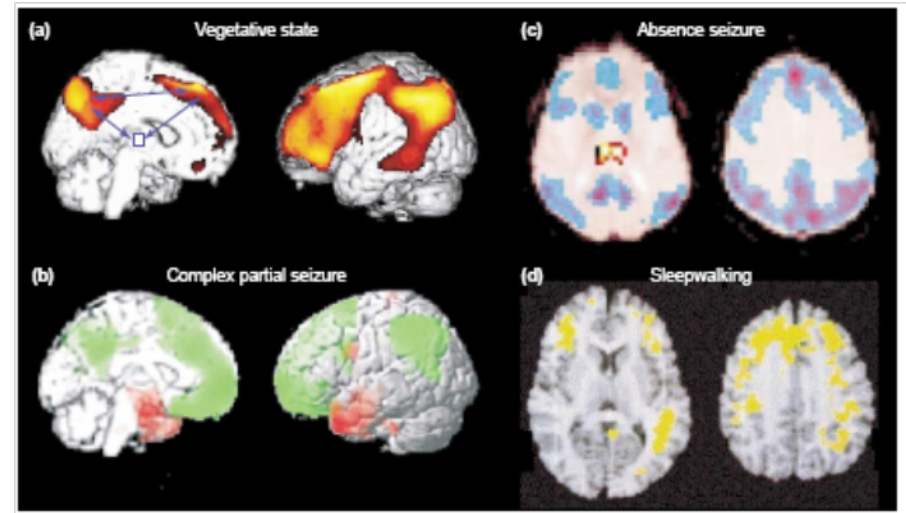 (a) Vegetative state
(c) Absence seizure
(b) Complex partial seizure
(d) Sleepwalking